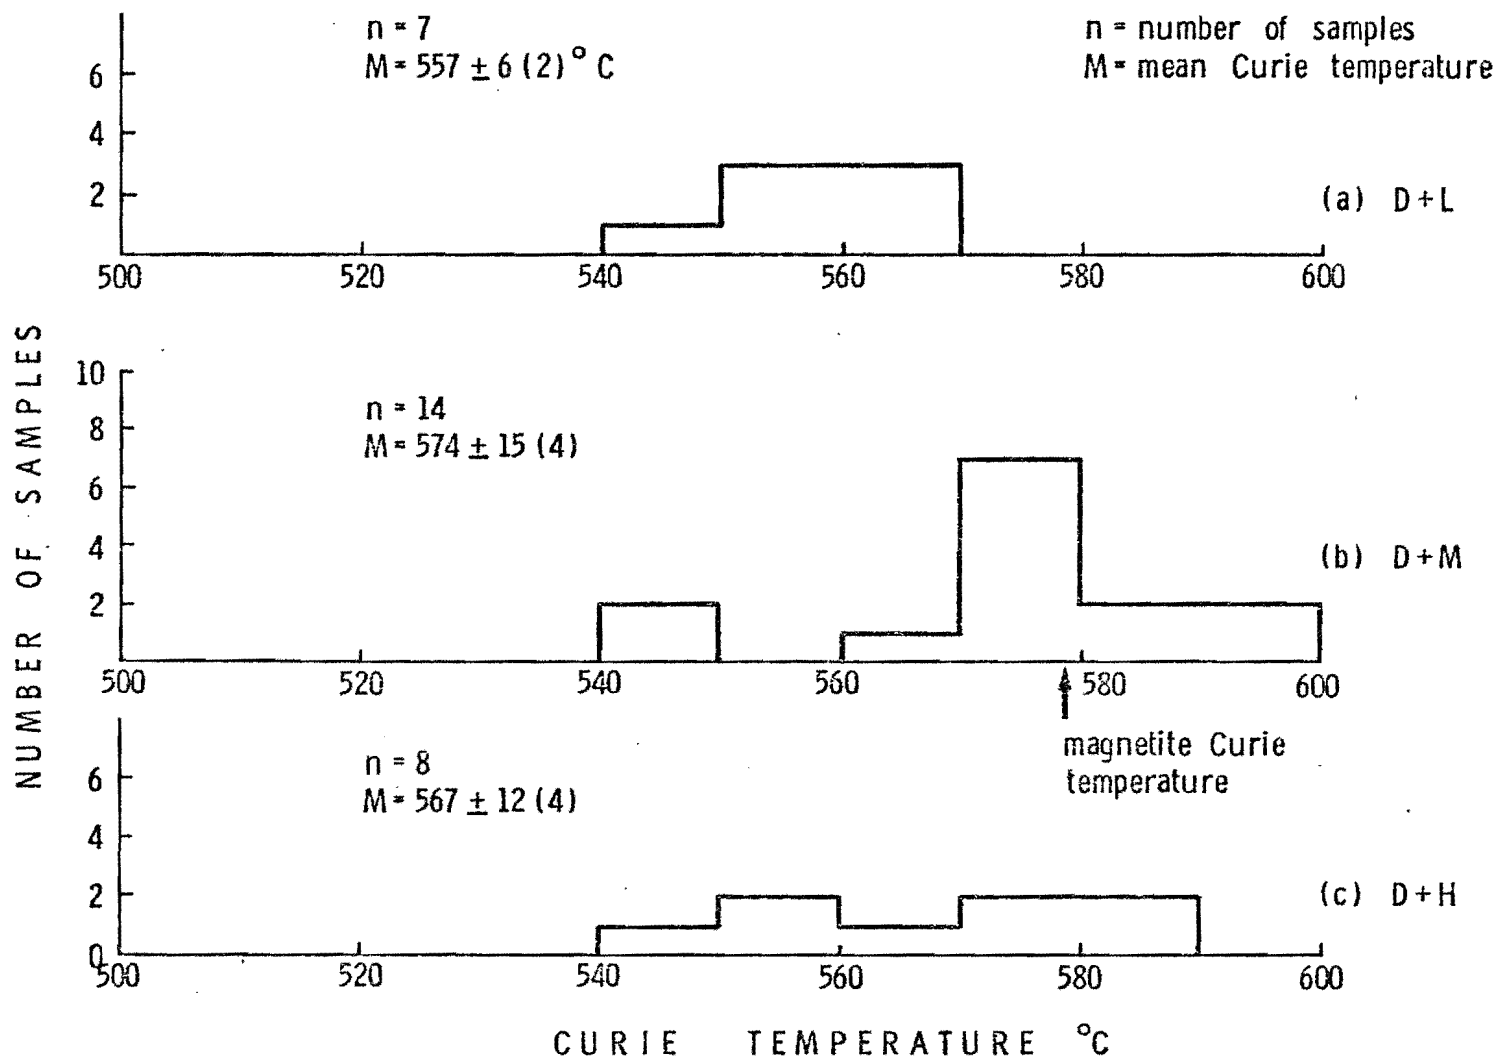 n = 7
M = 557 ± 6 (2)° C
n = number of samples
M = mean Curie temperature
6
4
2
(a) D+L
500 520 540 560 580 600
NUMBER OF SAMPLES
10
8
6
4
2
n = 14
M = 574 ± 15 (4)
(b) D+M
500 520 540 560 580 600
magnetite Curie
temperature
n = 8
M = 567 ± 12 (4)
6
4
2
0
(c) D+H
500 520 540 560 580 600
CURIE TEMPERATURE °C